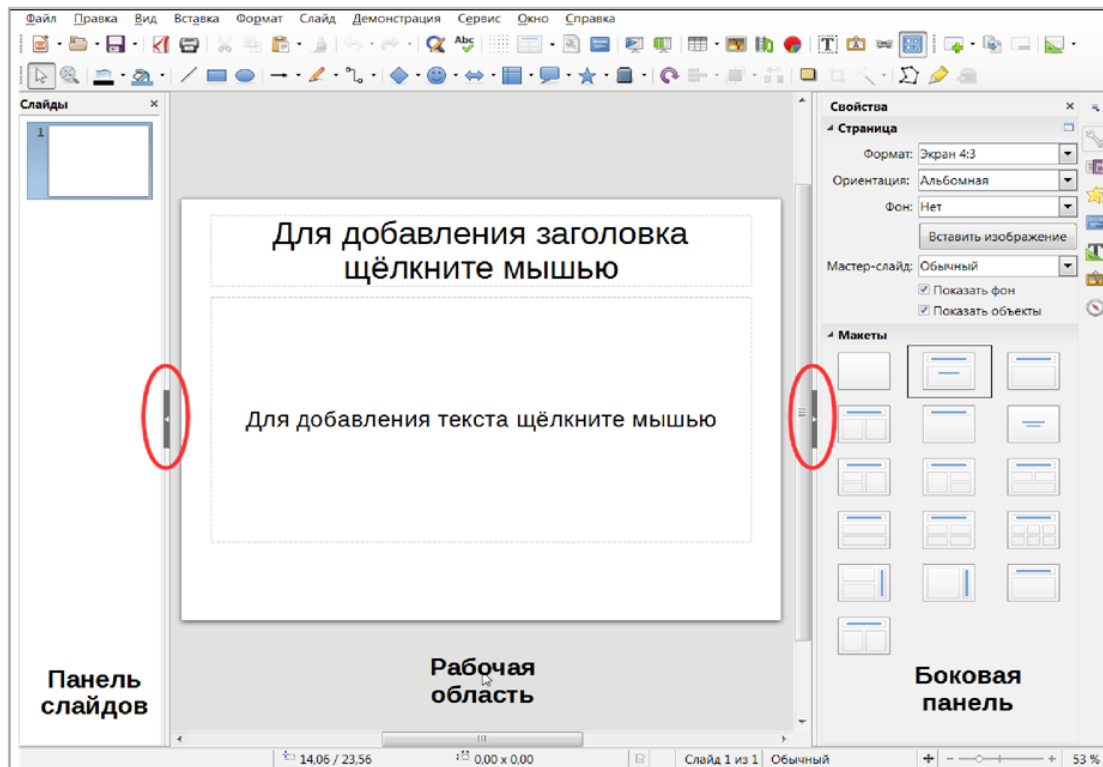 Файл Правка Вид Вставка Формат Слайд Демонстрация Сервис Окно Справка
Abc
T
Слайды
1
Для добавления заголовка
щёлкните мышью
Для добавления текста щёлкните мышью
Панель
слайдов
Рабочая
область
Свойства
Страница
Формат: Экран 4:3
Ориентация: Альбомная
Фон: Нет
Вставить изображение
Мастер-слайд: Обычный
Показать фон
Показать объекты
Макеты
Боковая
панель
14,06 / 23,56 0,00 x 0,00 Слайд 1 из 1 Обычный 53 %